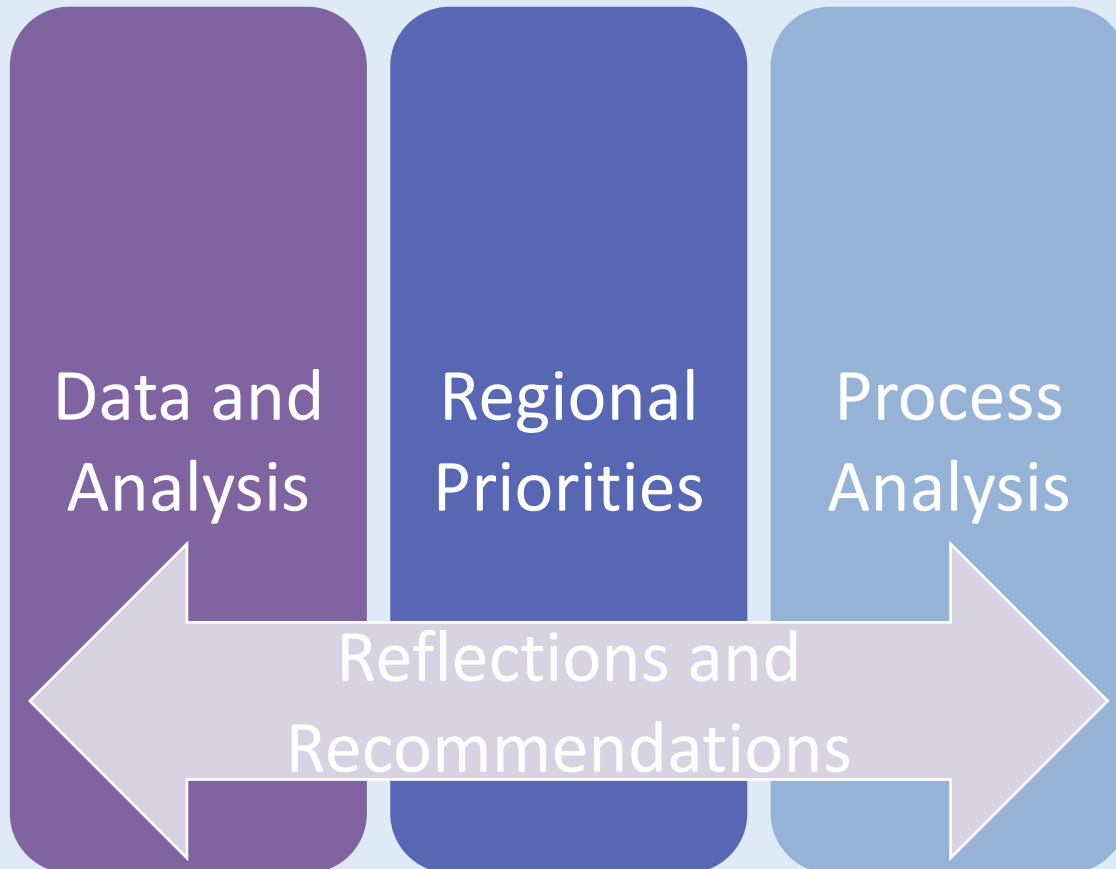 Data and
Analysis
Regional
Priorities
Process
Analysis
Reflections and
Recommendations